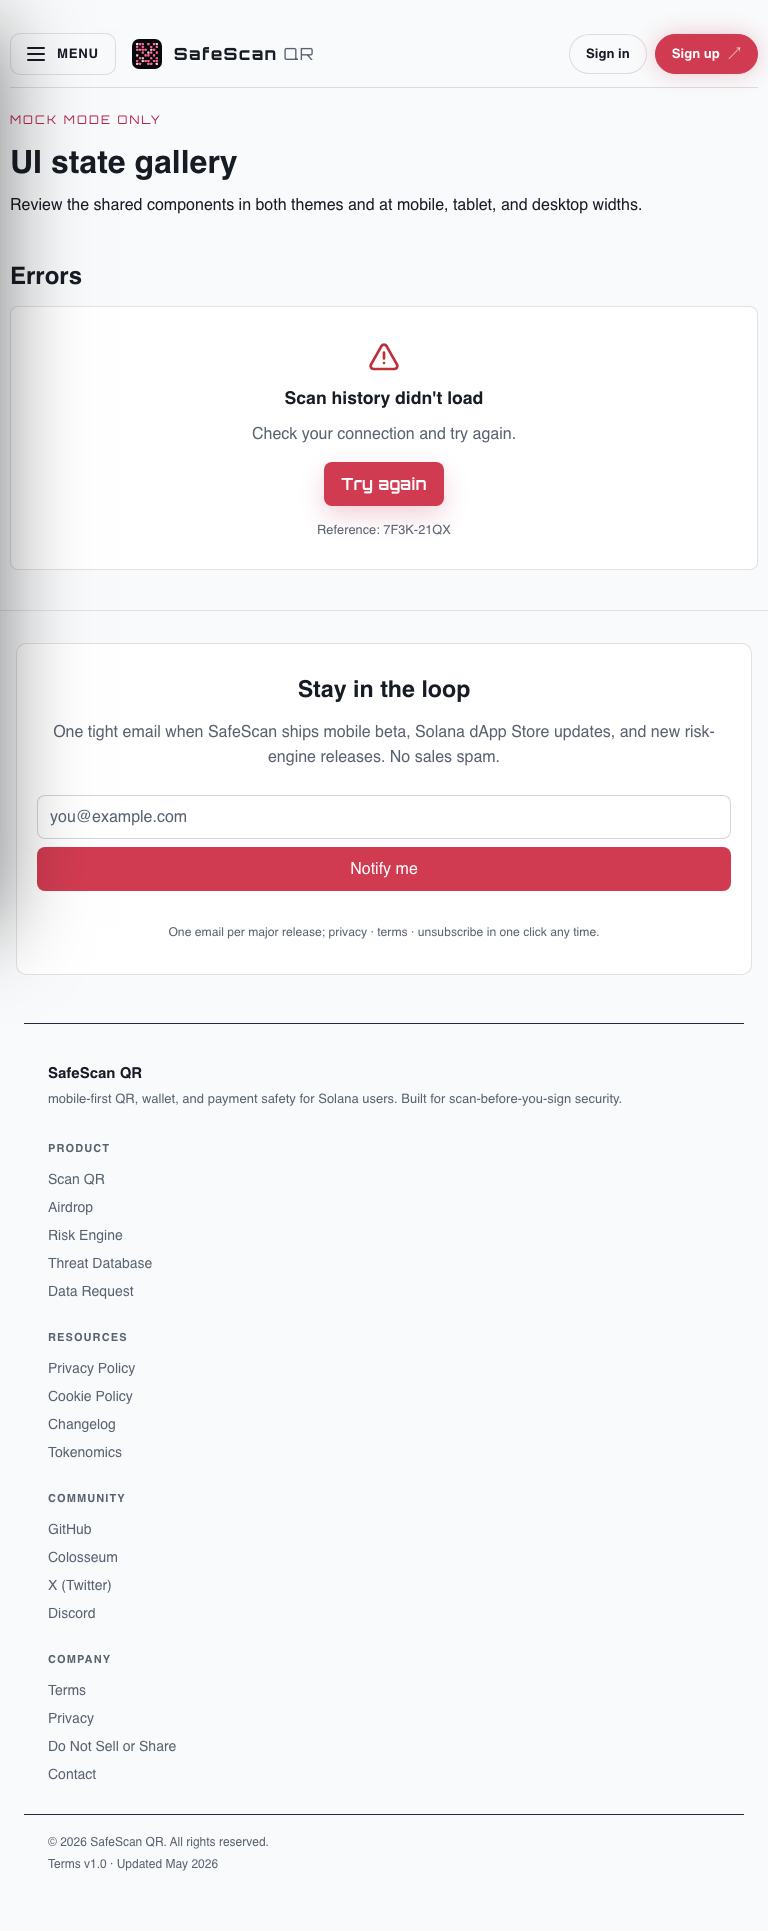 MENU
SafeScan QR
Sign in
Sign up ↗
MOCK MODE ONLY
UI state gallery
Review the shared components in both themes and at mobile, tablet, and desktop widths.
Errors
Scan history didn't load
Check your connection and try again.
Try again
Reference: 7F3K-21QX
Stay in the loop
One tight email when SafeScan ships mobile beta, Solana dApp Store updates, and new risk-
engine releases. No sales spam.
you@example.com
Notify me
One email per major release; privacy · terms · unsubscribe in one click any time.
SafeScan QR
mobile-first QR, wallet, and payment safety for Solana users. Built for scan-before-you-sign security.
PRODUCT
Scan QR
Airdrop
Risk Engine
Threat Database
Data Request
RESOURCES
Privacy Policy
Cookie Policy
Changelog
Tokenomics
COMMUNITY
GitHub
Colosseum
X (Twitter)
Discord
COMPANY
Terms
Privacy
Do Not Sell or Share
Contact
© 2026 SafeScan QR. All rights reserved.
Terms v1.0 · Updated May 2026